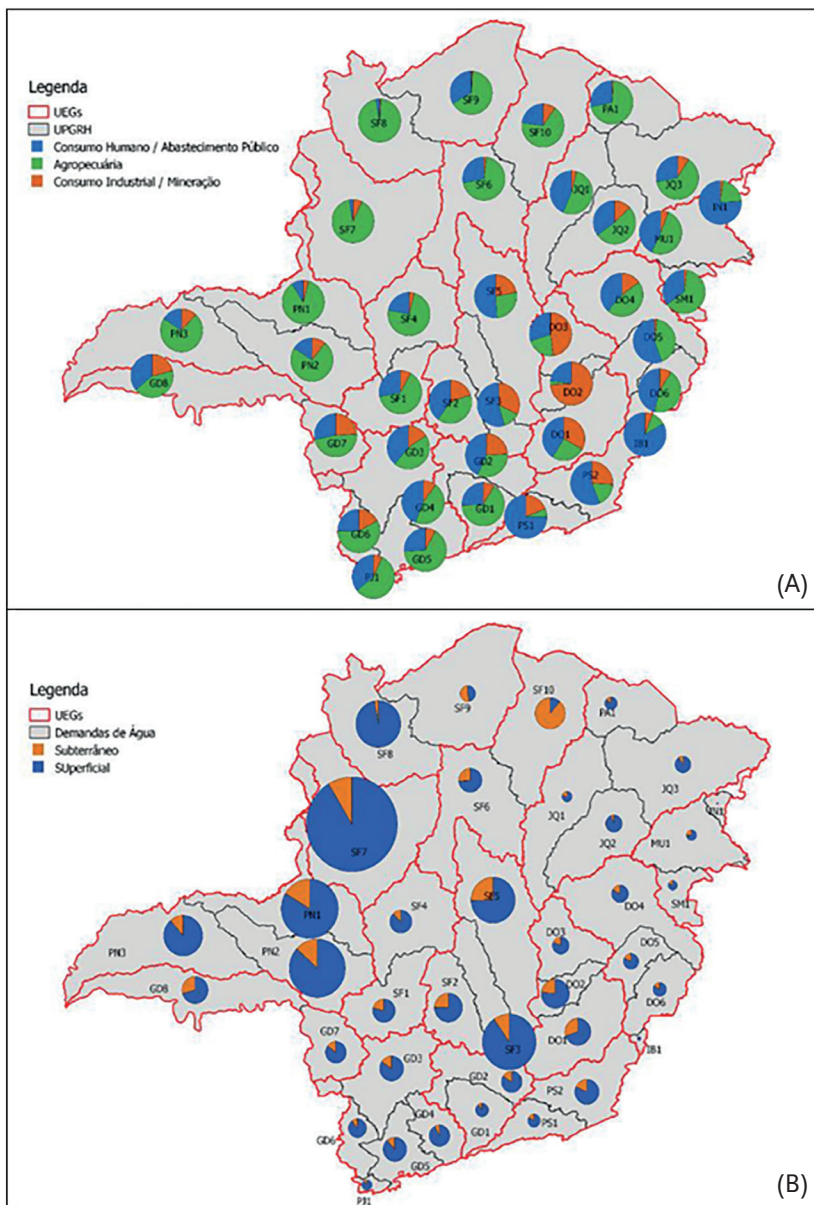 Legenda
UEGs
UPGRH
Consumo Humano / Abastecimento Público
Agropecuária
Consumo Industrial / Mineração
SF9
SF8
PA1
SF10
SF6
JQ1
JQ3
IN1
SF7
JQ2
MU1
SF5
DO4
SM1
PN1
SF4
DO3
PN3
DO5
PN2
GD8
DO2
DO6
SF1
SF2
SF3
GD7
GD3
DO1
IB1
GD2
PS2
GD4
GD1
PS1
GD6
GD5
PJ1
(A)
Legenda
UEGs
Demandas de Água
Subterrâneo
SUperficial
SF10
SF9
PA1
SF8
JQ3
SF6
JQ1
IN1
JQ2
MU1
SF7
SF5
SM1
PN1
SF4
DO4
DO3
DO5
PN3
PN2
GD8
DO2
DO6
SF1
SF2
DO1
GD7
SF3
IB1
GD3
GD2
PS2
GD4
GD1
PS1
GD6
GD5
PJ1
(B)